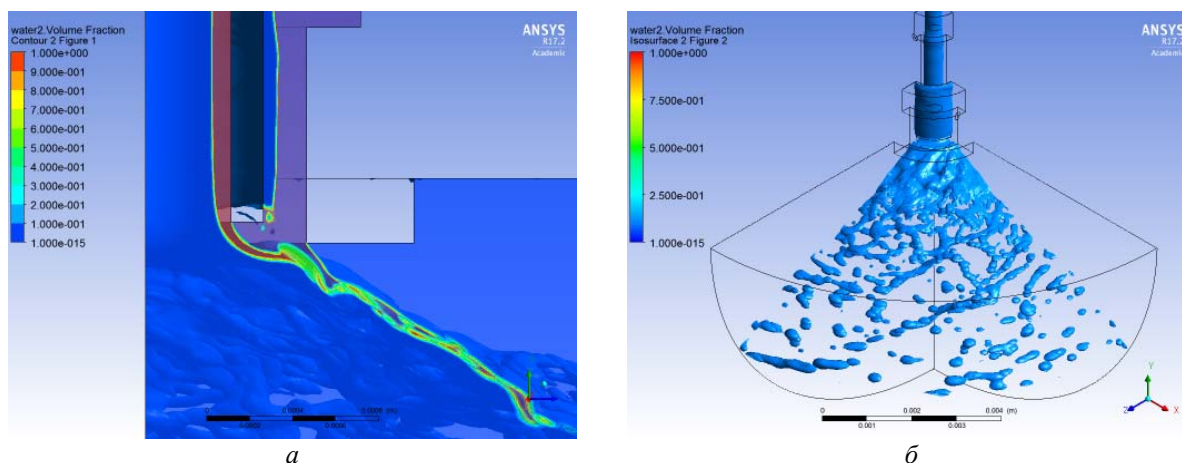 water2.Volume Fraction
Contour 2 Figure 1
1.000e+000
9.000e-001
8.000e-001
7.000e-001
6.000e-001
5.000e-001
4.000e-001
3.000e-001
2.000e-001
1.000e-001
1.000e-015
ANSYS
R17.2
Academic
0 0.0004 0.0008 (m)
0.0002 0.0006
а
water2.Volume Fraction
Isosurface 2 Figure 2
1.000e+000
7.500e-001
5.000e-001
2.500e-001
1.000e-015
ANSYS
R17.2
Academic
0 0.002 0.004 (m)
0.001 0.003
Y
Z
X
б